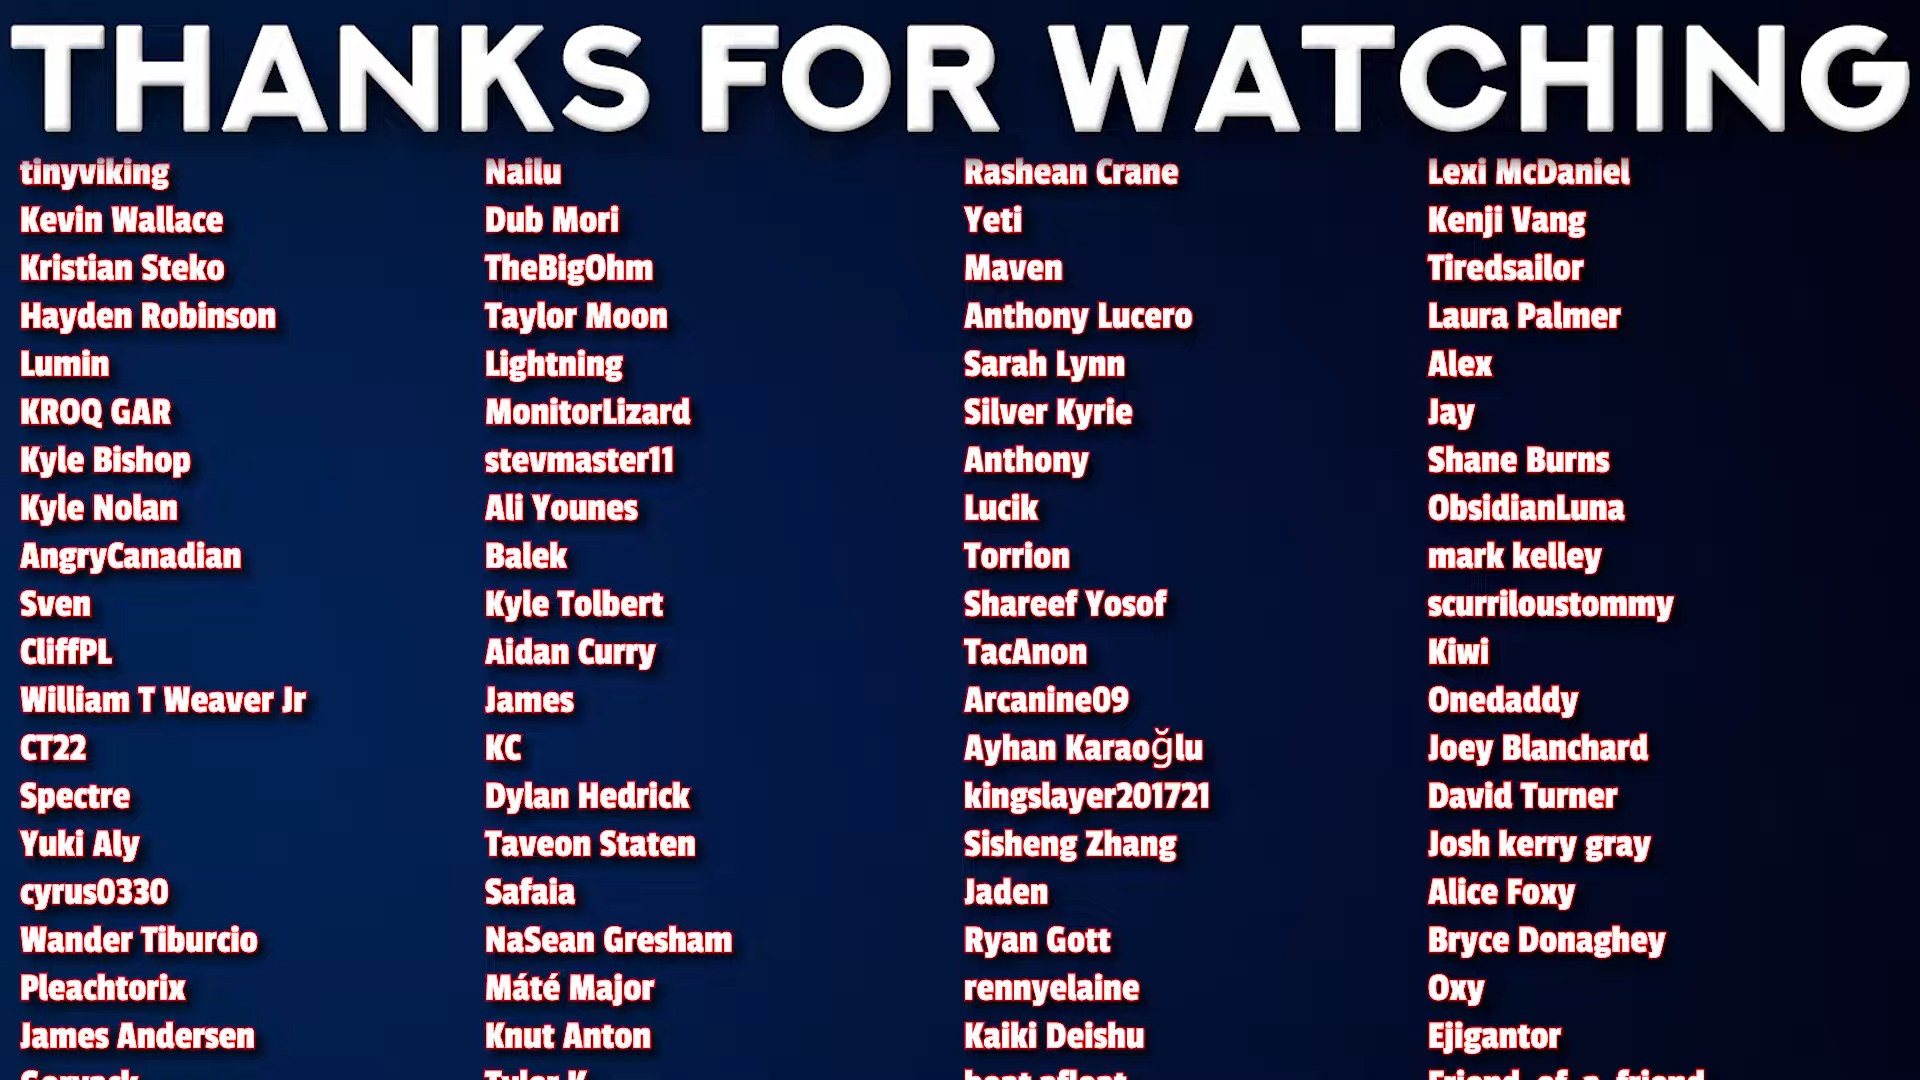 THANKS FOR WATCHING
tinyviking
Kevin Wallace
Kristian Steko
Hayden Robinson
Lumin
KROQ GAR
Kyle Bishop
Kyle Nolan
AngryCanadian
Sven
CliffPL
William T Weaver Jr
CT22
Spectre
Yuki Aly
cyrus0330
Wander Tiburcio
Pleachtorix
James Andersen
Nailu
Dub Mori
TheBigOhm
Taylor Moon
Lightning
MonitorLizard
stevmaster11
Ali Younes
Balek
Kyle Tolbert
Aidan Curry
James
KC
Dylan Hedrick
Taveon Staten
Safaia
NaSean Gresham
Máté Major
Knut Anton
Tyler K
Rashean Crane
Yeti
Maven
Anthony Lucero
Sarah Lynn
Silver Kyrie
Anthony
Lucik
Torrion
Shareef Yosof
TacAnon
Arcanine09
Ayhan Karaoğlu
kingslayer201721
Sisheng Zhang
Jaden
Ryan Gott
rennyelaine
Kaiki Deishu
Lexi McDaniel
Kenji Vang
Tiredsailor
Laura Palmer
Alex
Jay
Shane Burns
ObsidianLuna
mark kelley
scurriloustommy
Kiwi
Onedaddy
Joey Blanchard
David Turner
Josh kerry gray
Alice Foxy
Bryce Donaghey
Oxy
Ejigantor